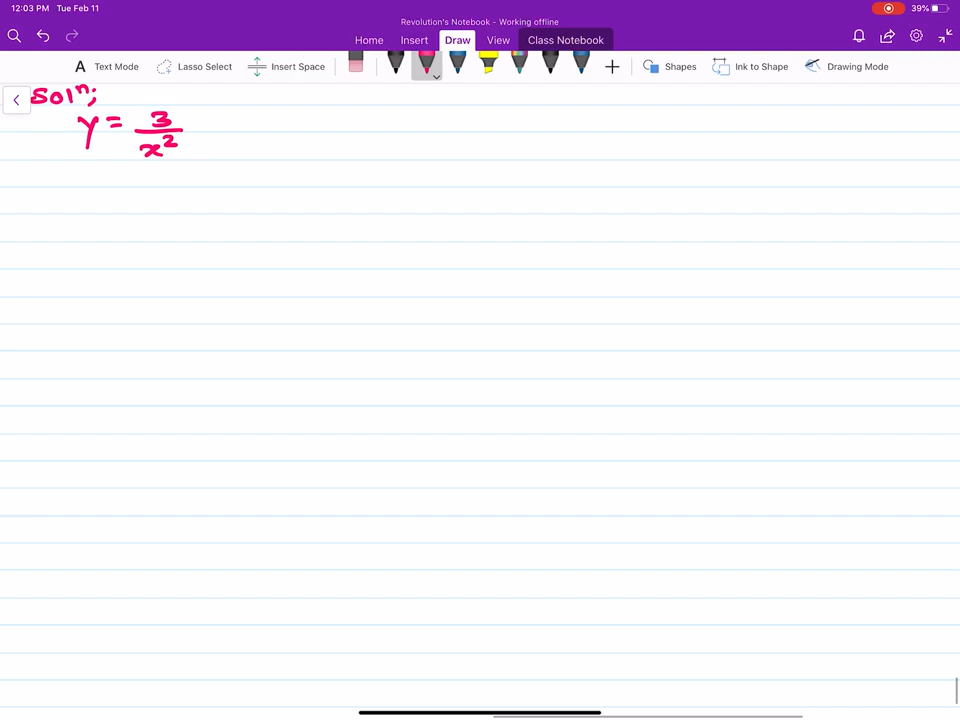 12:03 PM Tue Feb 11 39%
Revolution's Notebook - Working offline
Home Insert Draw View Class Notebook
Text Mode Lasso Select Insert Space Shapes Ink to Shape Drawing Mode
Solⁿ;
y = 3/x²